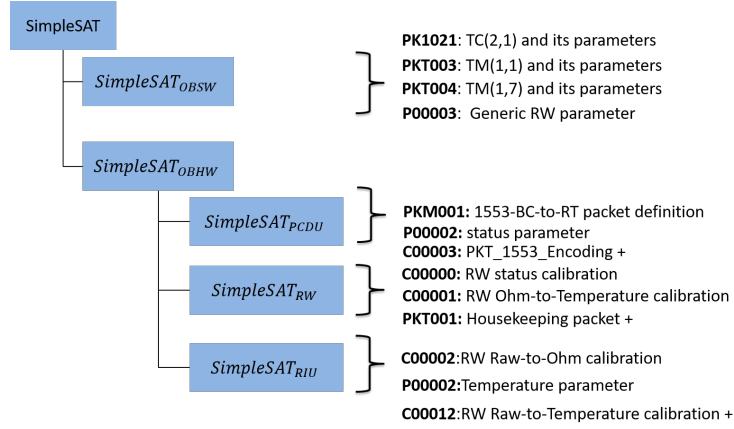 SimpleSAT
PK1021: TC(2,1) and its parameters
PKT003: TM(1,1) and its parameters
SimpleSAT_OBSW
PKT004: TM(1,7) and its parameters
P00003:  Generic RW parameter
SimpleSAT_OBHW
PKM001: 1553-BC-to-RT packet definition
SimpleSAT_PCDU
P00002: status parameter
C00003: PKT_1553_Encoding +
C00000: RW status calibration
SimpleSAT_RW
C00001: RW Ohm-to-Temperature calibration
PKT001: Housekeeping packet +
C00002:RW Raw-to-Ohm calibration
SimpleSAT_RIU
P00002:Temperature parameter
C00012:RW Raw-to-Temperature calibration +